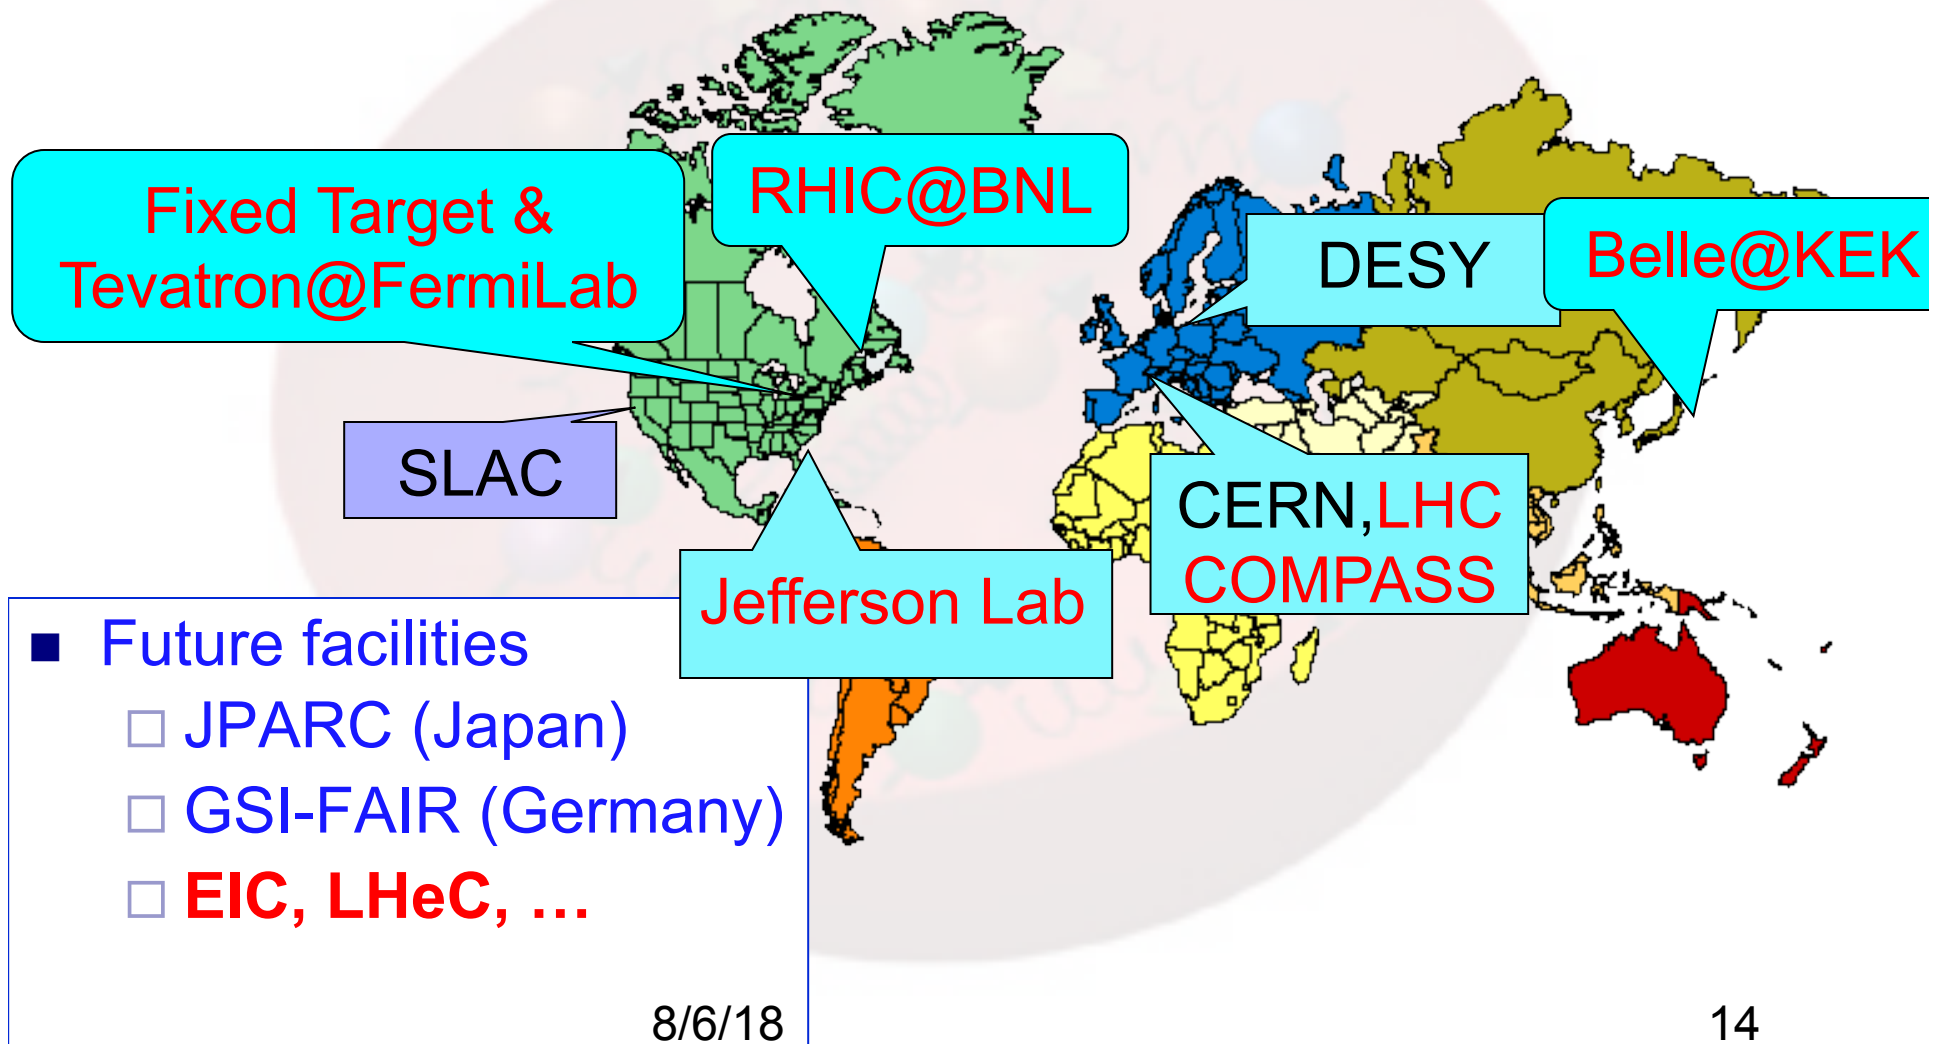 Fixed Target &
Tevatron@FermiLab
RHIC@BNL
DESY
Belle@KEK
SLAC
CERN,LHC
COMPASS
Jefferson Lab
■ Future facilities
□ JPARC (Japan)
□ GSI-FAIR (Germany)
□ EIC, LHeC, …
8/6/18
14